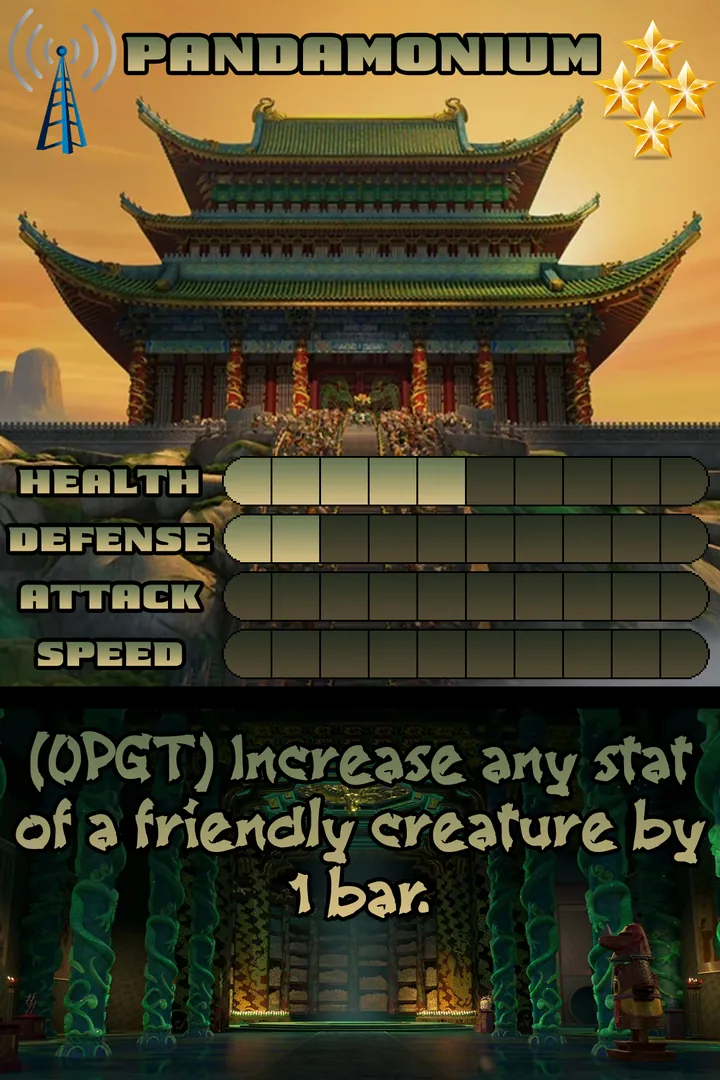 PANDAMONIUM
HEALTH
DEFENSE
ATTACK
SPEED
(OPGT) Increase any stat
of a friendly creature by
1 bar.